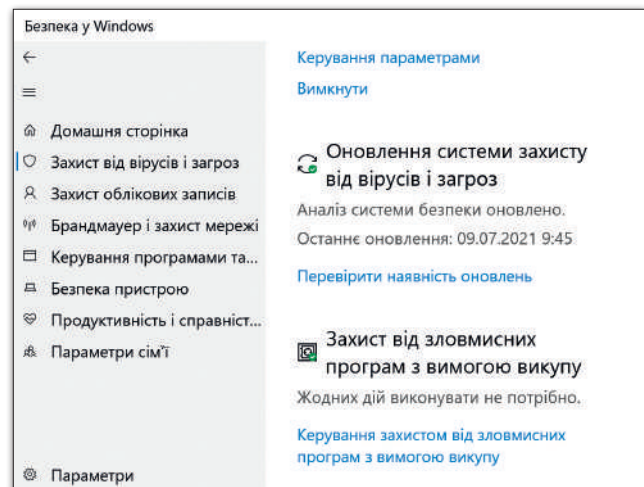 Безпека у Windows
Домашня сторінка
Захист від вірусів і загроз
Захист облікових записів
Брандмауер і захист мережі
Керування програмами та...
Безпека пристрою
Продуктивність і справніст...
Параметри сім'ї
Параметри
Керування параметрами
Вимкнути
Оновлення системи захисту
від вірусів і загроз
Аналіз системи безпеки оновлено.
Останнє оновлення: 09.07.2021 9:45
Перевірити наявність оновлень
Захист від зловмисних
програм з вимогою викупу
Жодних дій виконувати не потрібно.
Керування захистом від зловмисних
програм з вимогою викупу